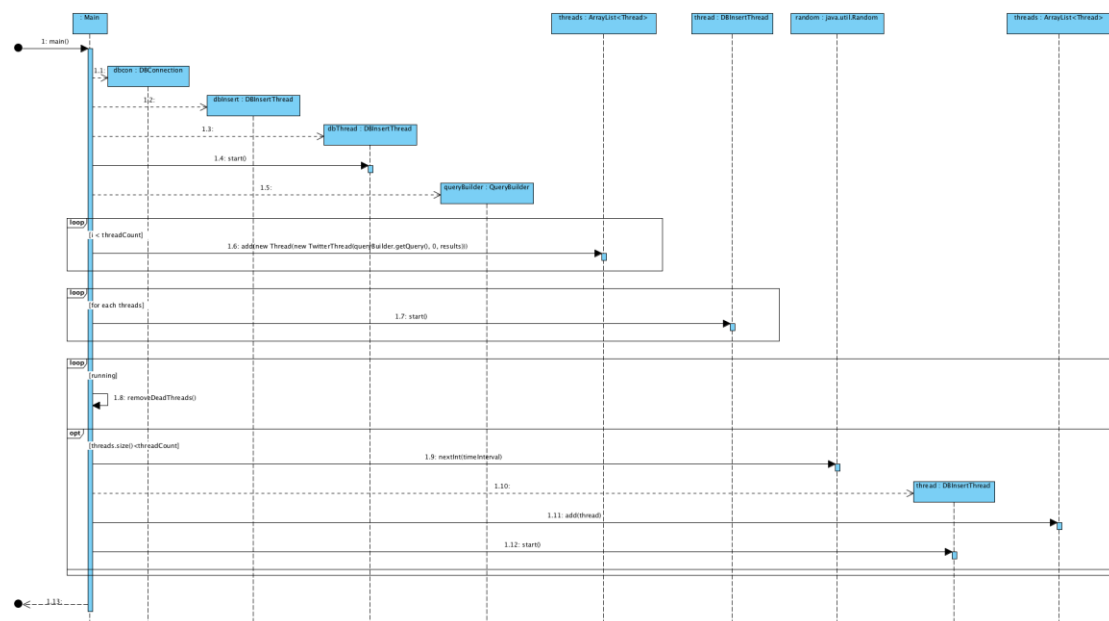 : Main
threads : ArrayList<Thread>
thread : DBInsertThread
random : java.util.Random
threads : ArrayList<Thread>
1: main()
1.1:
dbcon : DBConnection
1.2:
dbInsert : DBInsertThread
1.3:
dbThread : DBInsertThread
1.4: start()
1.5:
queryBuilder : QueryBuilder
loop
[i < threadCount]
1.6: add(new Thread(new TwitterThread(queryBuilder.getQuery(), 0, results)))
loop
[for each threads]
1.7: start()
loop
[running]
1.8: removeDeadThreads()
opt
[threads.size()<threadCount]
1.9: nextInt(timeInterval)
1.10:
thread : DBInsertThread
1.11: add(thread)
1.12: start()
1.13: